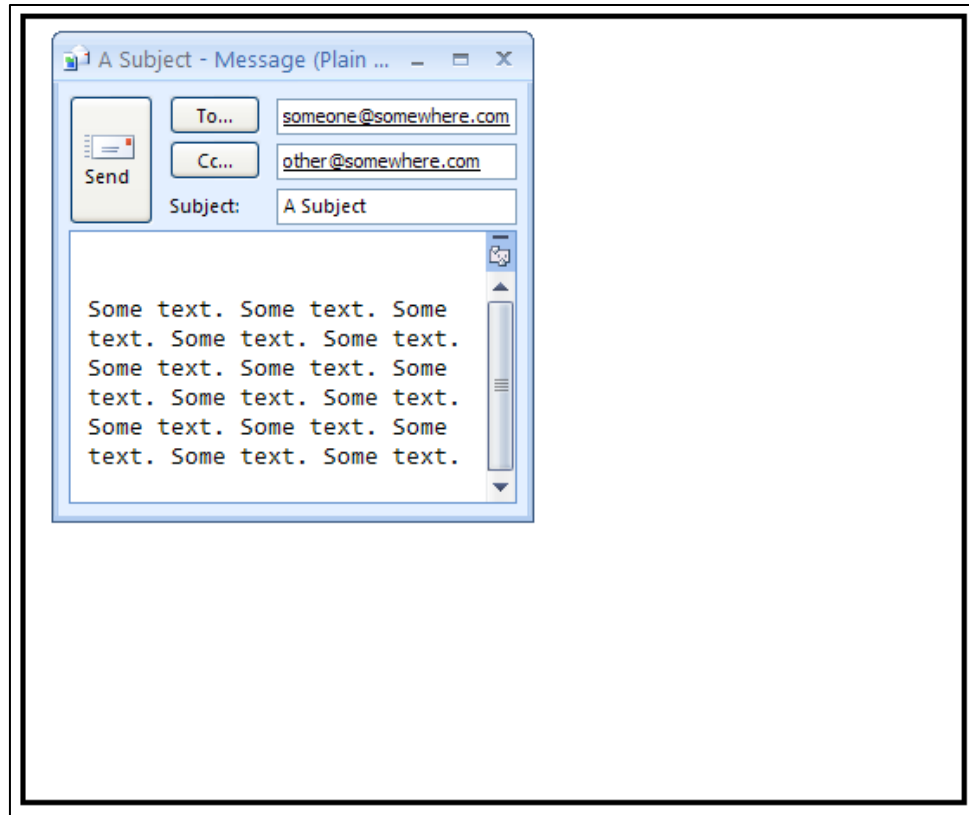 A Subject - Message (Plain ...
To...
someone@somewhere.com
Cc...
other@somewhere.com
Send
Subject:
A Subject
Some text. Some text. Some
text. Some text. Some text.
Some text. Some text. Some
text. Some text. Some text.
Some text. Some text. Some
text. Some text. Some text.